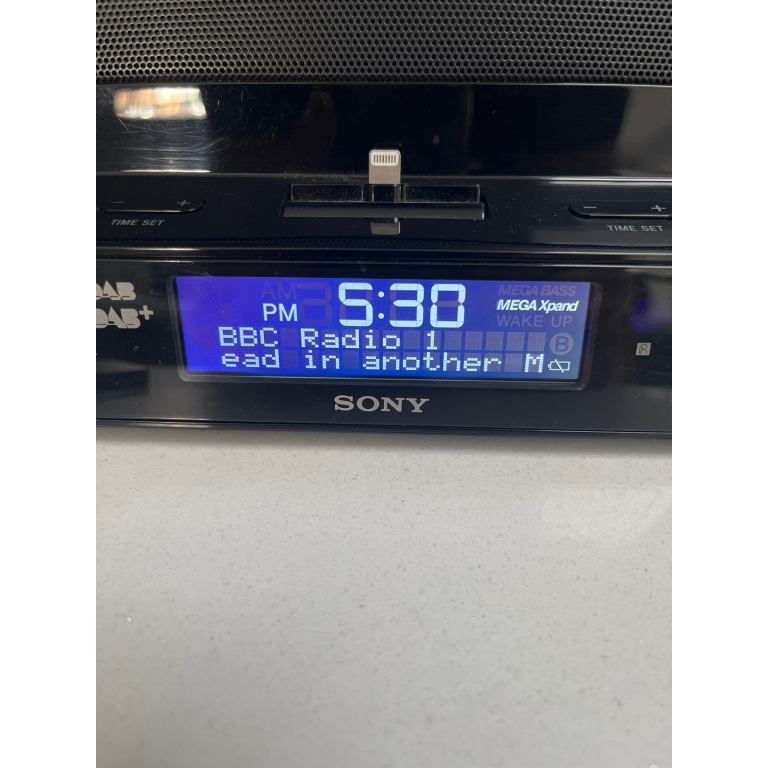 − +
TIME SET
− +
TIME SET
DAB
DAB+
AM
PM
5:30
MEGA BASS
MEGA Xpand
WAKE UP
BBC Radio 1
B
ead in another M
SONY